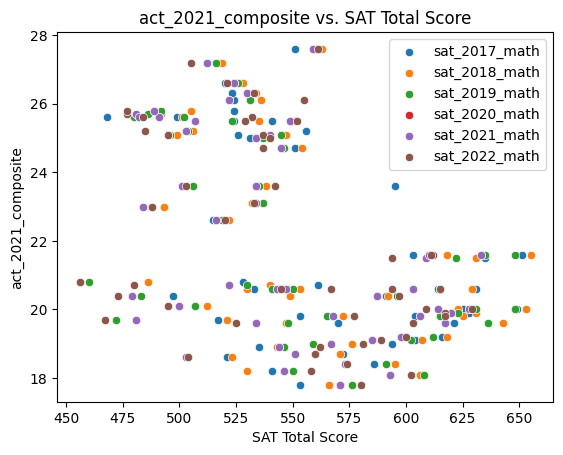 act_2021_composite vs. SAT Total Score
28
26
24
22
20
18
act_2021_composite
sat_2017_math
sat_2018_math
sat_2019_math
sat_2020_math
sat_2021_math
sat_2022_math
450 475 500 525 550 575 600 625 650
SAT Total Score